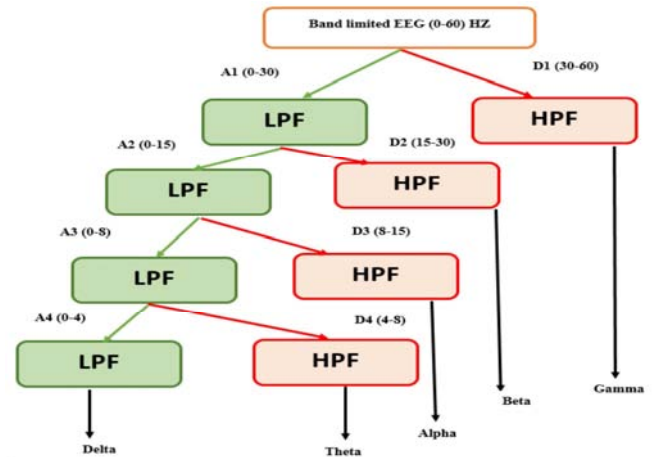 Band limited EEG (0-60) HZ
A1 (0-30)
D1 (30-60)
LPF
HPF
A2 (0-15)
D2 (15-30)
LPF
HPF
A3 (0-8)
D3 (8-15)
LPF
HPF
A4 (0-4)
D4 (4-8)
LPF
HPF
Gamma
Beta
Alpha
Delta
Theta